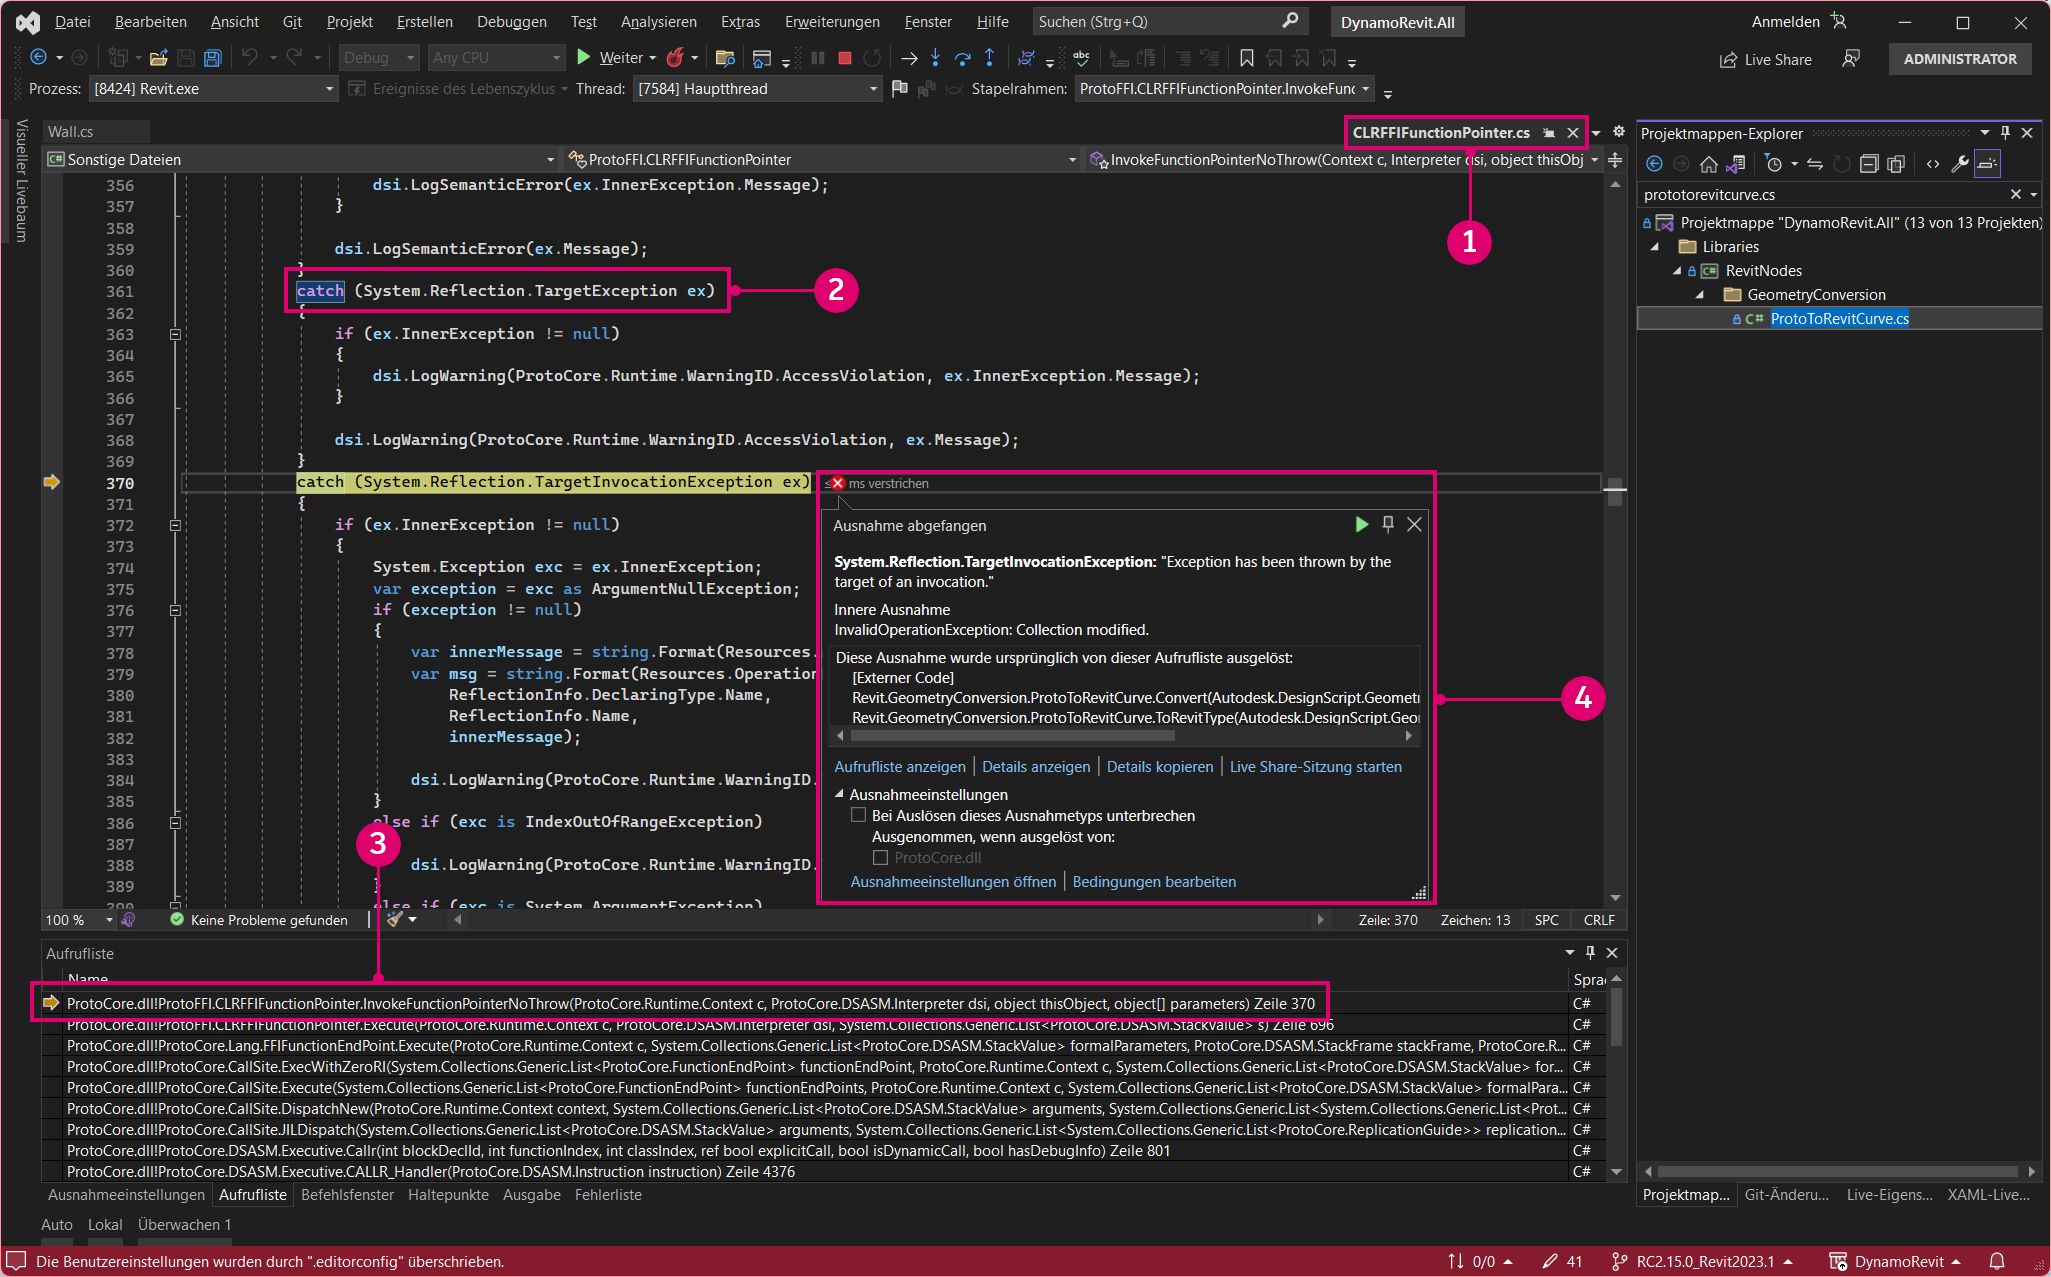 Datei Bearbeiten Ansicht Git Projekt Erstellen Debuggen Test Analysieren Extras Erweiterungen Fenster Hilfe Suchen (Strg+Q) DynamoRevit.All Anmelden
Debug Any CPU Weiter Live Share ADMINISTRATOR
Prozess: [8424] Revit.exe Ereignisse des Lebenszyklus Thread: [7584] Hauptthread Stapelrahmen: ProtoFFI.CLRFFIFunctionPointer.InvokeFunc
Visueller Livebaum
Wall.cs CLRFFIFunctionPointer.cs
Sonstige Dateien ProtoFFI.CLRFFIFunctionPointer InvokeFunctionPointerNoThrow(Context c, Interpreter dsi, object thisObj
356 dsi.LogSemanticError(ex.InnerException.Message);
357 }
358
359 dsi.LogSemanticError(ex.Message);
360 }
361 catch (System.Reflection.TargetException ex)
362 {
363 if (ex.InnerException != null)
364 {
365 dsi.LogWarning(ProtoCore.Runtime.WarningID.AccessViolation, ex.InnerException.Message);
366 }
367
368 dsi.LogWarning(ProtoCore.Runtime.WarningID.AccessViolation, ex.Message);
369 }
370 catch (System.Reflection.TargetInvocationException ex) ms verstrichen
371 {
372 if (ex.InnerException != null)
373 {
374 System.Exception exc = ex.InnerException;
375 var exception = exc as ArgumentNullException;
376 if (exception != null)
377 {
378 var innerMessage = string.Format(Resources.
379 var msg = string.Format(Resources.Operation
380 ReflectionInfo.DeclaringType.Name,
381 ReflectionInfo.Name,
382 innerMessage);
383
384 dsi.LogWarning(ProtoCore.Runtime.WarningID.
385 }
386 else if (exc is IndexOutOfRangeException)
387
388 dsi.LogWarning(ProtoCore.Runtime.WarningID.
389 }
390 else if (exc is System.ArgumentException)
1
2
3
4
Ausnahme abgefangen
System.Reflection.TargetInvocationException: "Exception has been thrown by the
target of an invocation."
Innere Ausnahme
InvalidOperationException: Collection modified.
Diese Ausnahme wurde ursprünglich von dieser Aufrufliste ausgelöst:
[Externer Code]
Revit.GeometryConversion.ProtoToRevitCurve.Convert(Autodesk.DesignScript.Geometr
Revit.GeometryConversion.ProtoToRevitCurve.ToRevitType(Autodesk.DesignScript.Geo
Aufrufliste anzeigen | Details anzeigen | Details kopieren | Live Share-Sitzung starten
Ausnahmeeinstellungen
Bei Auslösen dieses Ausnahmetyps unterbrechen
Ausgenommen, wenn ausgelöst von:
ProtoCore.dll
Ausnahmeeinstellungen öffnen | Bedingungen bearbeiten
100 % Keine Probleme gefunden Zeile: 370 Zeichen: 13 SPC CRLF
Projektmappen-Explorer
prototorevitcurve.cs
Projektmappe "DynamoRevit.All" (13 von 13 Projekten)
Libraries
RevitNodes
GeometryConversion
ProtoToRevitCurve.cs
Aufrufliste
Name Sprac
ProtoCore.dll!ProtoFFI.CLRFFIFunctionPointer.InvokeFunctionPointerNoThrow(ProtoCore.Runtime.Context c, ProtoCore.DSASM.Interpreter dsi, object thisObject, object[] parameters) Zeile 370 C#
ProtoCore.dll!ProtoFFI.CLRFFIFunctionPointer.Execute(ProtoCore.Runtime.Context c, ProtoCore.DSASM.Interpreter dsi, System.Collections.Generic.List<ProtoCore.DSASM.StackValue> s) Zeile 696 C#
ProtoCore.dll!ProtoCore.Lang.FFIFunctionEndPoint.Execute(ProtoCore.Runtime.Context c, System.Collections.Generic.List<ProtoCore.DSASM.StackValue> formalParameters, ProtoCore.DSASM.StackFrame stackFrame, ProtoCore.R... C#
ProtoCore.dll!ProtoCore.CallSite.ExecWithZeroRI(System.Collections.Generic.List<ProtoCore.FunctionEndPoint> functionEndPoint, ProtoCore.Runtime.Context c, System.Collections.Generic.List<ProtoCore.DSASM.StackValue> for... C#
ProtoCore.dll!ProtoCore.CallSite.Execute(System.Collections.Generic.List<ProtoCore.FunctionEndPoint> functionEndPoints, ProtoCore.Runtime.Context c, System.Collections.Generic.List<ProtoCore.DSASM.StackValue> formalPara... C#
ProtoCore.dll!ProtoCore.CallSite.DispatchNew(ProtoCore.Runtime.Context context, System.Collections.Generic.List<ProtoCore.DSASM.StackValue> arguments, System.Collections.Generic.List<System.Collections.Generic.List<Prot... C#
ProtoCore.dll!ProtoCore.CallSite.JILDispatch(System.Collections.Generic.List<ProtoCore.DSASM.StackValue> arguments, System.Collections.Generic.List<System.Collections.Generic.List<ProtoCore.ReplicationGuide>> replication... C#
ProtoCore.dll!ProtoCore.DSASM.Executive.Callr(int blockDeclId, int functionIndex, int classIndex, ref bool explicitCall, bool isDynamicCall, bool hasDebugInfo) Zeile 801 C#
ProtoCore.dll!ProtoCore.DSASM.Executive.CALLR_Handler(ProtoCore.DSASM.Instruction instruction) Zeile 4376 C#
Ausnahmeeinstellungen Aufrufliste Befehlsfenster Haltepunkte Ausgabe Fehlerliste
Projektmap... Git-Änderu... Live-Eigens... XAML-Live...
Auto Lokal Überwachen 1
Die Benutzereinstellungen wurden durch ".editorconfig" überschrieben. 0/0 41 RC2.15.0_Revit2023.1 DynamoRevit